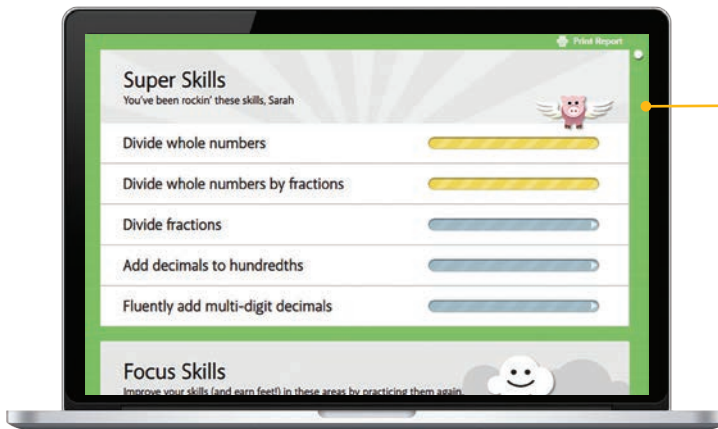 Print Report
Super Skills
You've been rockin' these skills, Sarah
Divide whole numbers
Divide whole numbers by fractions
Divide fractions
Add decimals to hundredths
Fluently add multi-digit decimals
Focus Skills
Improve your skills (and earn feet!) in these areas by practicing them again.